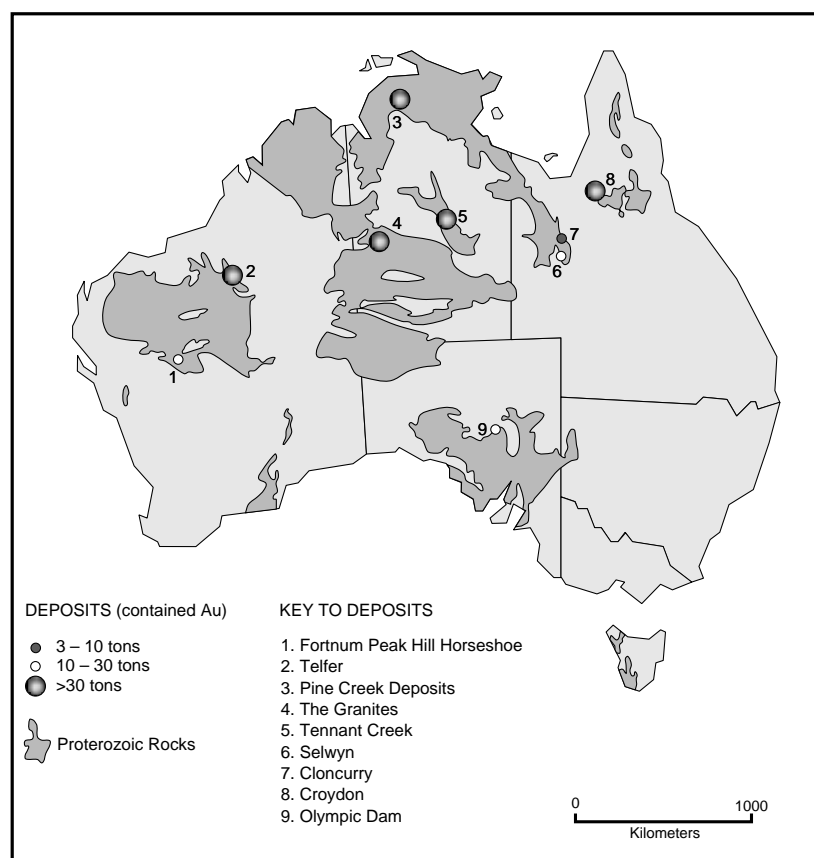 3
8
5
4
7
2
6
1
9
DEPOSITS (contained Au)
3 – 10 tons
10 – 30 tons
>30 tons
Proterozoic Rocks
KEY TO DEPOSITS
1. Fortnum Peak Hill Horseshoe
2. Telfer
3. Pine Creek Deposits
4. The Granites
5. Tennant Creek
6. Selwyn
7. Cloncurry
8. Croydon
9. Olympic Dam
0 1000
Kilometers